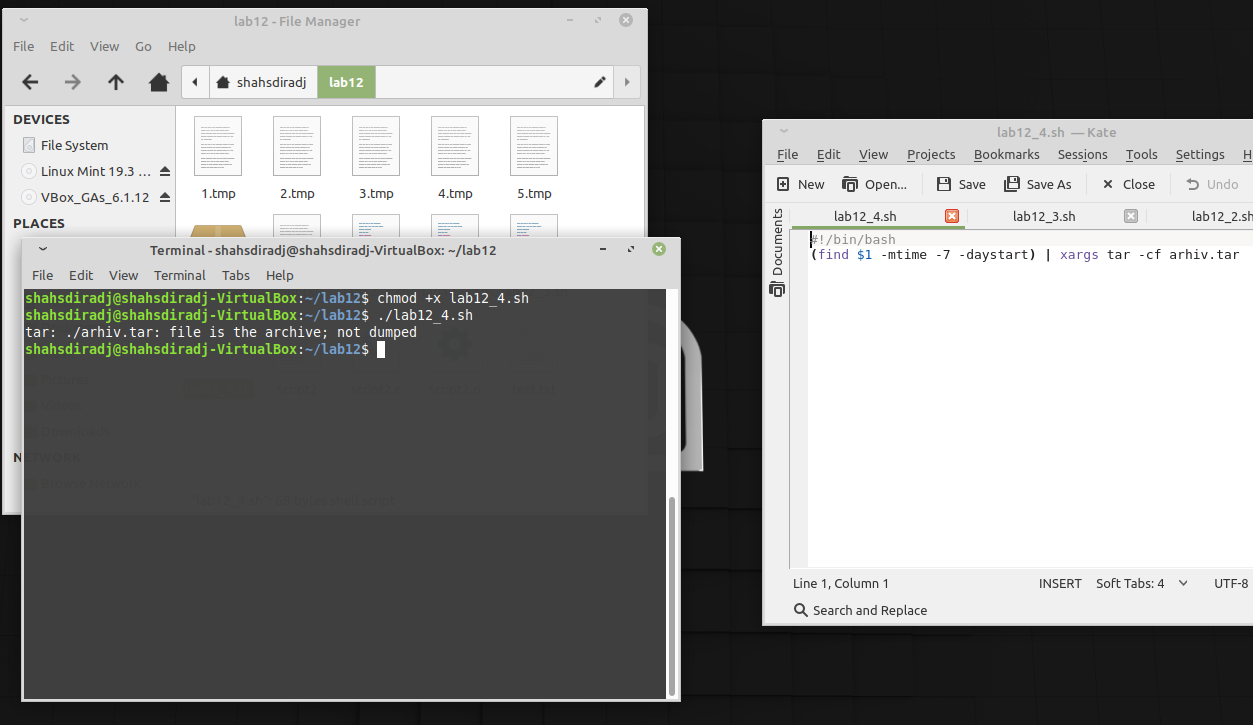 lab12 - File Manager
File Edit View Go Help
shahsdiradj lab12
DEVICES
File System
Linux Mint 19.3 ...
VBox_GAs_6.1.12
PLACES
1.tmp 2.tmp 3.tmp 4.tmp 5.tmp
Terminal - shahsdiradj@shahsdiradj-VirtualBox: ~/lab12
File Edit View Terminal Tabs Help
shahsdiradj@shahsdiradj-VirtualBox:~/lab12$ chmod +x lab12_4.sh
shahsdiradj@shahsdiradj-VirtualBox:~/lab12$ ./lab12_4.sh
tar: ./arhiv.tar: file is the archive; not dumped
shahsdiradj@shahsdiradj-VirtualBox:~/lab12$
Pictures
Videos
Downloads
NETWORK
Browse Network
lab12_4.sh — Kate
File Edit View Projects Bookmarks Sessions Tools Settings H
New Open... Save Save As Close Undo
lab12_4.sh lab12_3.sh lab12_2.sh
Documents
#!/bin/bash
(find $1 -mtime -7 -daystart) | xargs tar -cf arhiv.tar
Line 1, Column 1 INSERT Soft Tabs: 4 UTF-8
Search and Replace